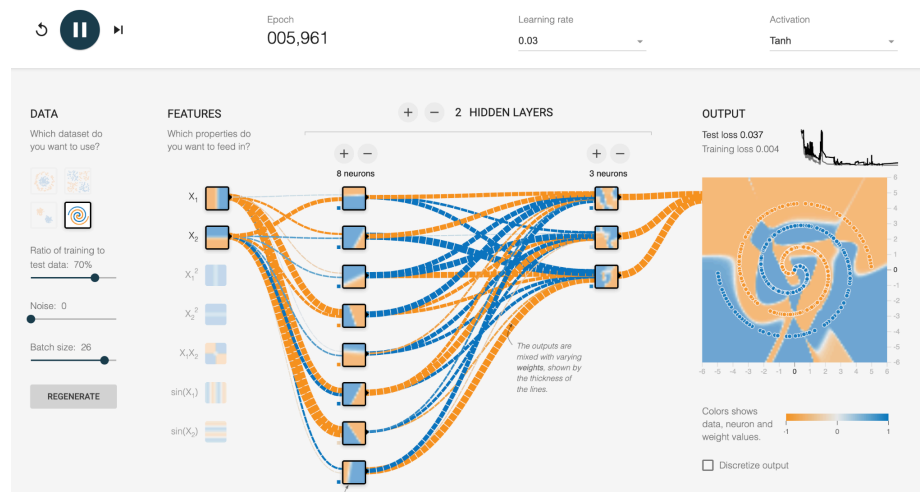 Epoch
005,961
Learning rate
0.03
Activation
Tanh
DATA
Which dataset do
you want to use?
Ratio of training to
test data: 70%
Noise: 0
Batch size: 26
REGENERATE
FEATURES
Which properties do
you want to feed in?
X₁
X₂
X₁²
X₂²
X₁X₂
sin(X₁)
sin(X₂)
+ − 2 HIDDEN LAYERS
+ −
8 neurons
+ −
3 neurons
The outputs are
mixed with varying
weights, shown by
the thickness of
the lines.
OUTPUT
Test loss 0.037
Training loss 0.004
6
5
4
3
2
1
0
-1
-2
-3
-4
-5
-6
-6 -5 -4 -3 -2 -1 0 1 2 3 4 5 6
Colors shows
data, neuron and
weight values.
-1 0 1
Discretize output